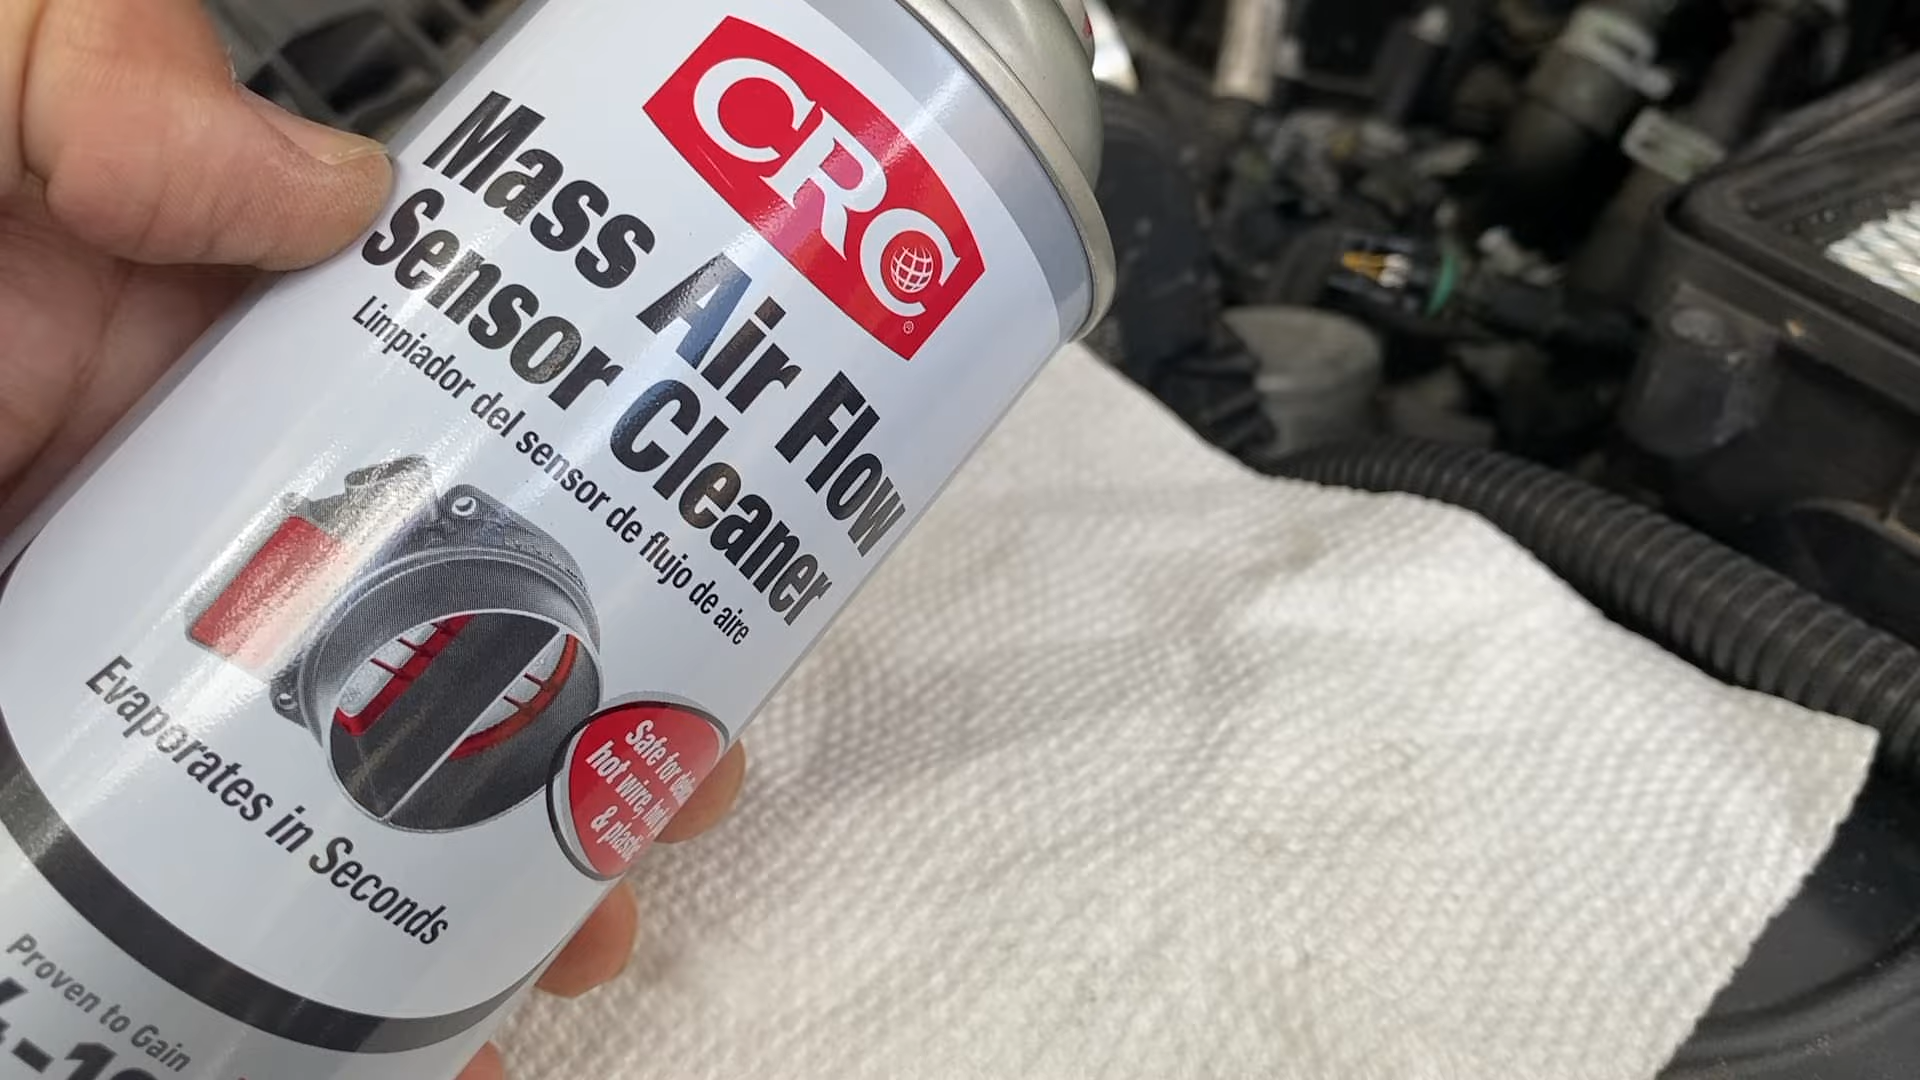 CRC
®
Mass Air Flow
Sensor Cleaner
Limpiador del sensor de flujo de aire
Safe for
hot wire,
&
Evaporates in Seconds
Proven to Gain